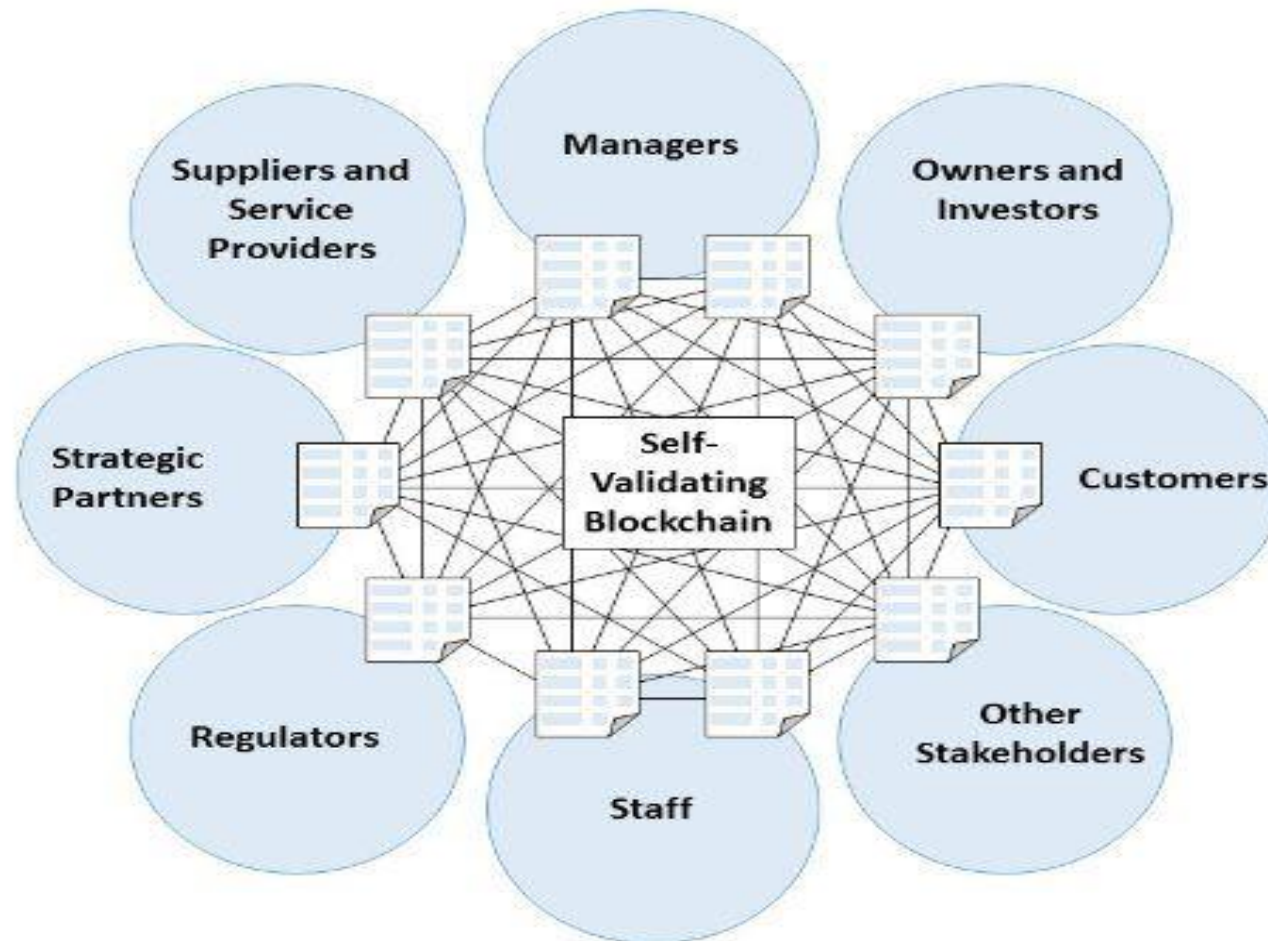 Managers
Suppliers and
Service
Providers
Owners and
Investors
Strategic
Partners
Self-
Validating
Blockchain
Customers
Regulators
Other
Stakeholders
Staff